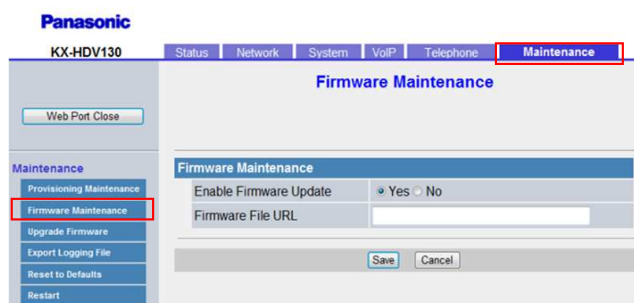 Panasonic
KX-HDV130 Status Network System VoIP Telephone Maintenance
Firmware Maintenance
Web Port Close
Maintenance
Provisioning Maintenance
Firmware Maintenance
Upgrade Firmware
Export Logging File
Reset to Defaults
Restart
Firmware Maintenance
Enable Firmware Update Yes No
Firmware File URL
Save Cancel